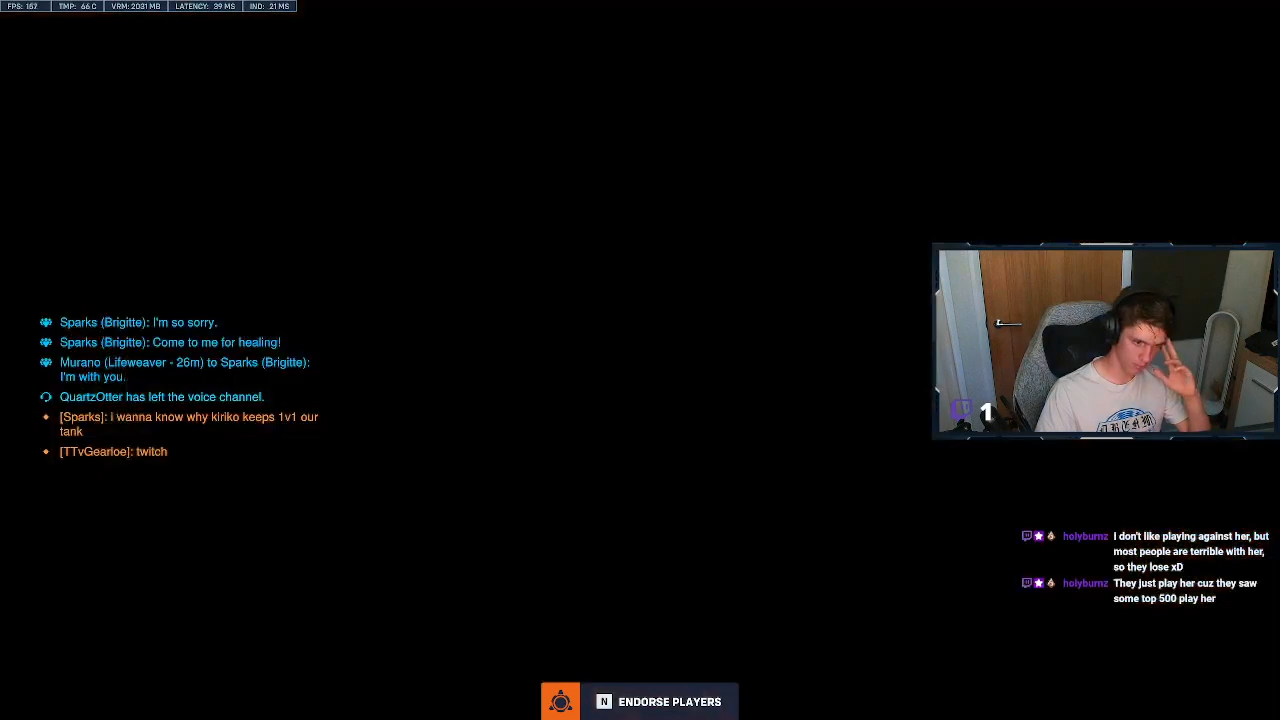 FPS: 157 TMP: 66 C VRM: 2031 MB LATENCY: 39 MS IND: 21 MS
Sparks (Brigitte): I'm so sorry.
Sparks (Brigitte): Come to me for healing!
Murano (Lifeweaver - 26m) to Sparks (Brigitte):
I'm with you.
QuartzOtter has left the voice channel.
[Sparks]: i wanna know why kiriko keeps 1v1 our
tank
[TTvGearloe]: twitch
1
holyburnz I don't like playing against her, but
most people are terrible with her,
so they lose xD
holyburnz They just play her cuz they saw
some top 500 play her
N ENDORSE PLAYERS